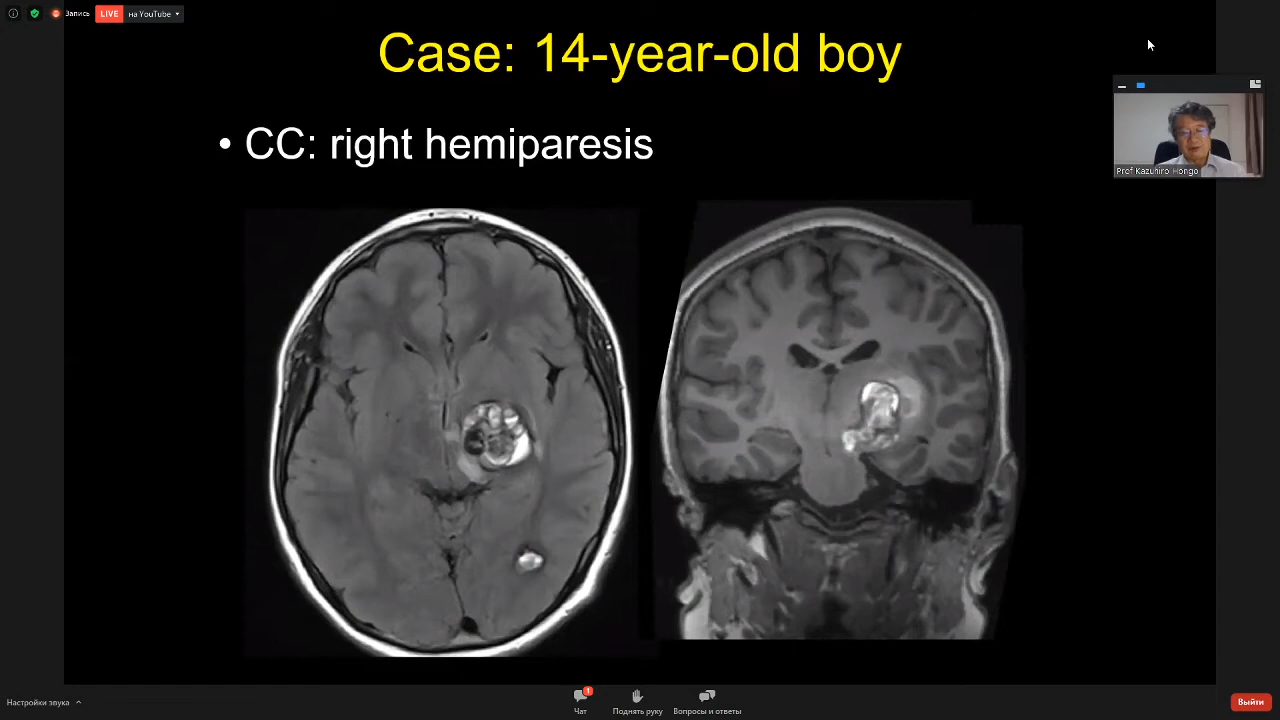 Запись
LIVE
на YouTube
Case: 14-year-old boy
• CC: right hemiparesis
Prof Kazuhiro Hongo
Настройки звука
1
Чат
Поднять руку
Вопросы и ответы
Выйти